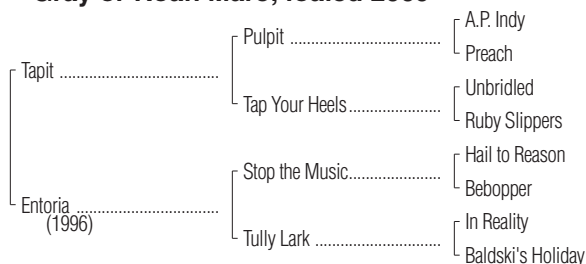 Pulpit
A.P. Indy
Preach
Tapit
Tap Your Heels
Unbridled
Ruby Slippers
Stop the Music
Hail to Reason
Bebopper
Entoria
(1996)
Tully Lark
In Reality
Baldski's Holiday